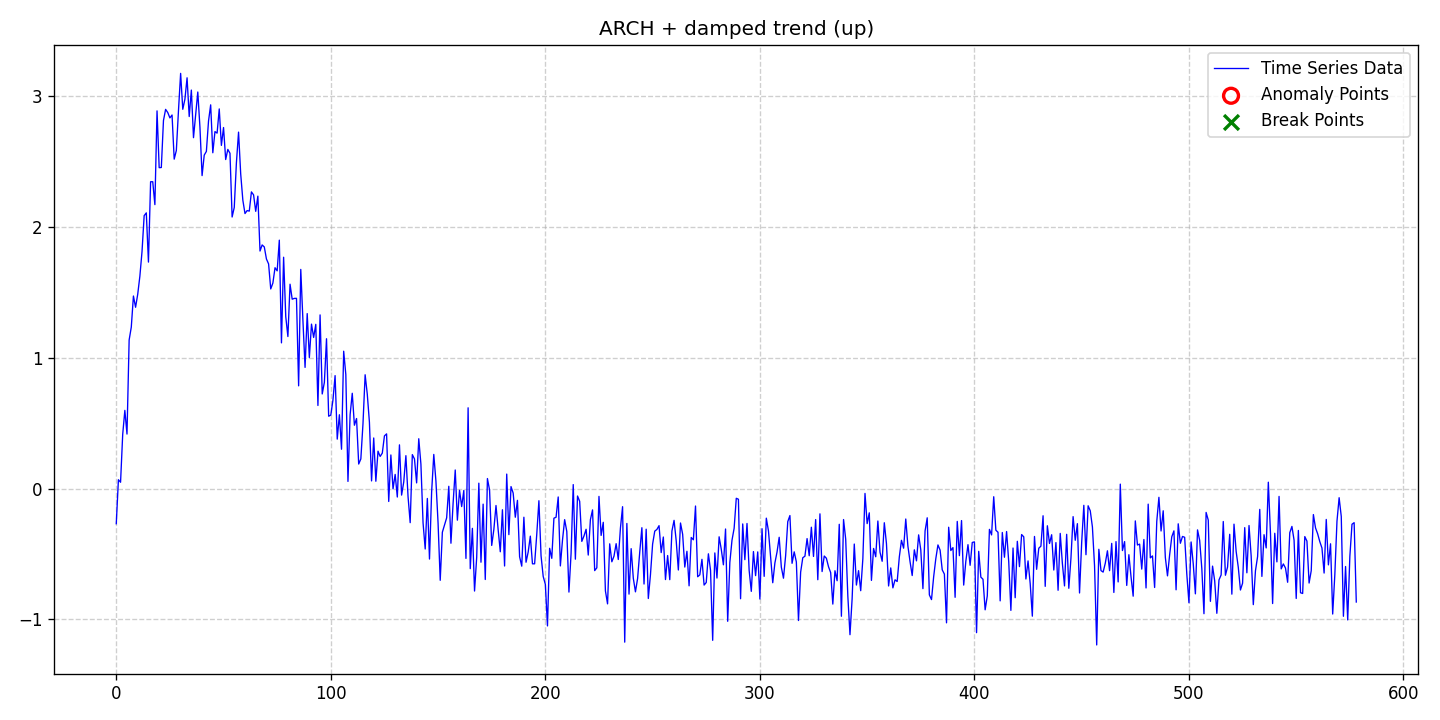 ARCH + damped trend (up)
Time Series Data
Anomaly Points
Break Points
3
2
1
0
−1
0 100 200 300 400 500 600